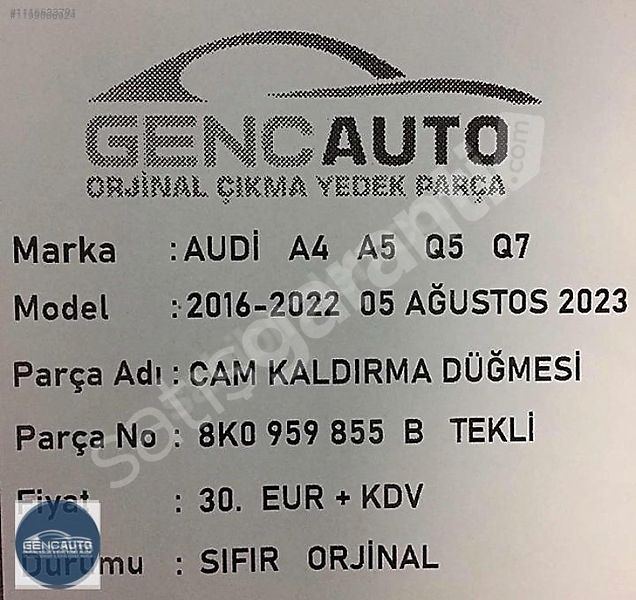 GENCAUTO
ORJİNAL ÇIKMA YEDEK PARÇA
Marka : AUDİ A4 A5 Q5 Q7
Model : 2016-2022 05 AĞUSTOS 2023
Parça Adı : CAM KALDIRMA DÜĞMESİ
Parça No : 8K0 959 855 B TEKLİ
Fiyat : 30. EUR + KDV
Durumu : SIFIR ORJİNAL
GENCAUTO
satışgaranti.com